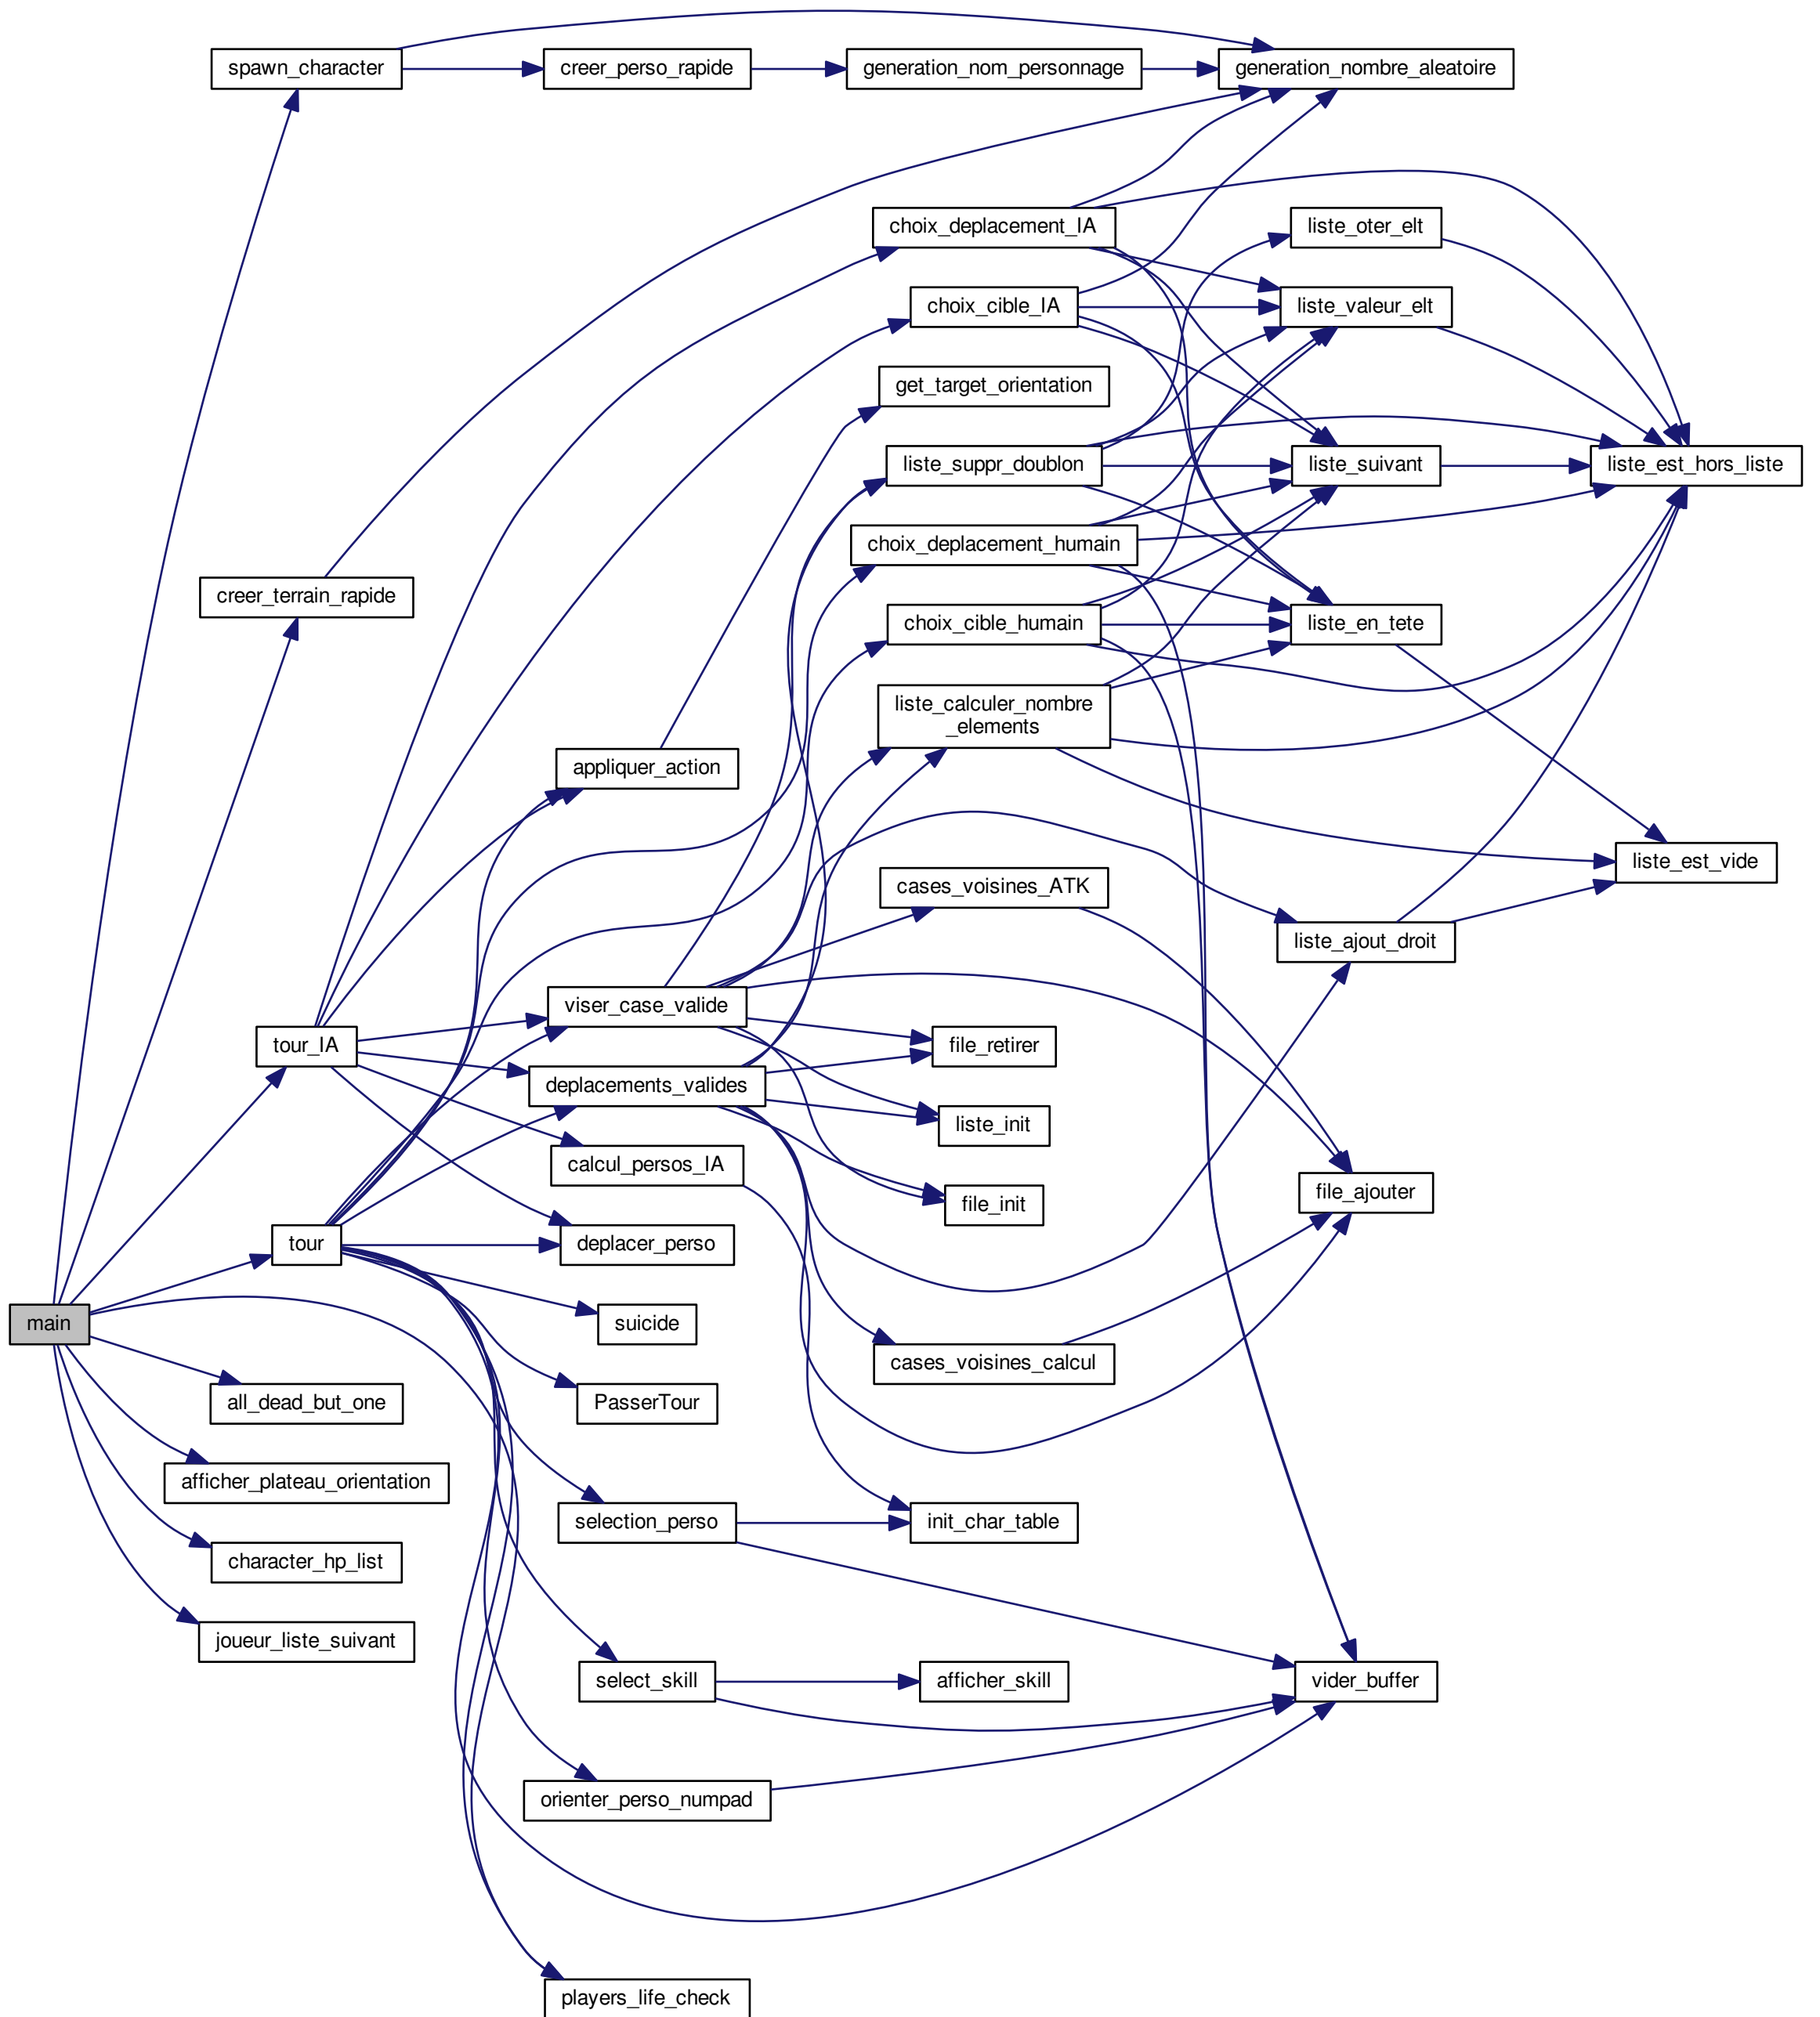 spawn_character
creer_perso_rapide
generation_nom_personnage
generation_nombre_aleatoire
choix_deplacement_IA
liste_oter_elt
choix_cible_IA
liste_valeur_elt
get_target_orientation
liste_suppr_doublon
liste_suivant
liste_est_hors_liste
choix_deplacement_humain
creer_terrain_rapide
choix_cible_humain
liste_en_tete
liste_calculer_nombre
_elements
appliquer_action
liste_est_vide
cases_voisines_ATK
liste_ajout_droit
viser_case_valide
tour_IA
file_retirer
deplacements_valides
liste_init
calcul_persos_IA
file_init
file_ajouter
tour
deplacer_perso
main
suicide
cases_voisines_calcul
all_dead_but_one
PasserTour
afficher_plateau_orientation
selection_perso
init_char_table
character_hp_list
joueur_liste_suivant
select_skill
afficher_skill
vider_buffer
orienter_perso_numpad
players_life_check